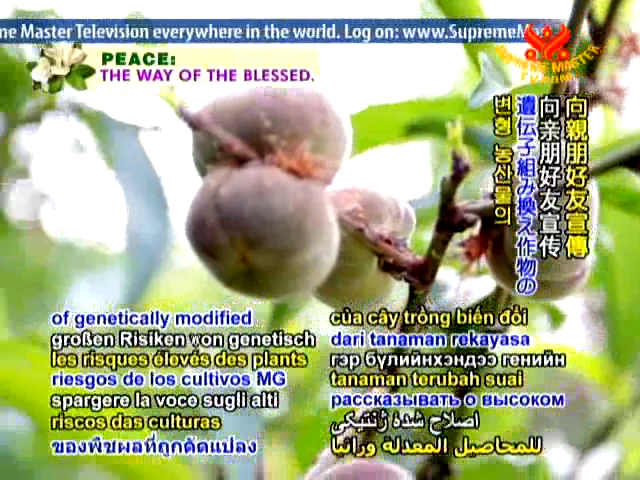 ne Master Television everywhere in the world. Log on: www.SupremeMa
SUPREME MASTER
PEACE:
THE WAY OF THE BLESSED.
向親朋好友宣傳
向亲朋好友宣传
遺伝子組み換え作物の
변형 농산물의
of genetically modified
großen Risiken von genetisch
les risques élevés des plants
riesgos de los cultivos MG
spargere la voce sugli alti
riscos das culturas
ของพืชผลที่ถูกดัดแปลง
của cây trồng biến đổi
dari tanaman rekayasa
гэр бүлийнхэндээ генийн
tanaman terubah suai
рассказывать о высоком
اصلاح شدهٔ ژنتیکی
للمحاصيل المعدلة وراثيا